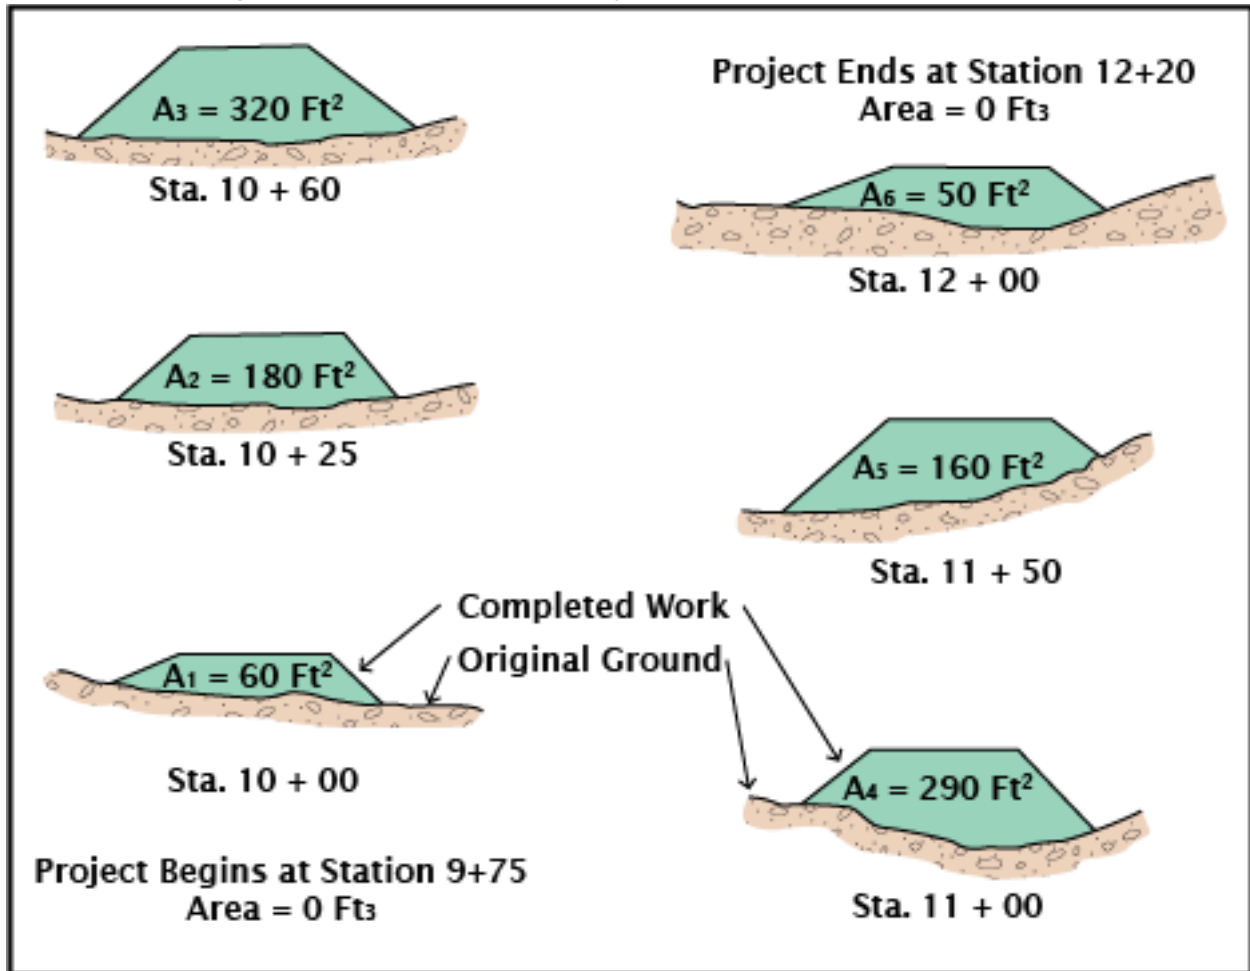 A₃ = 320 Ft²
Sta. 10 + 60
Project Ends at Station 12+20
Area = 0 Ft₃
A₆ = 50 Ft²
Sta. 12 + 00
A₂ = 180 Ft²
Sta. 10 + 25
A₅ = 160 Ft²
Sta. 11 + 50
Completed Work
Original Ground
A₁ = 60 Ft²
Sta. 10 + 00
A₄ = 290 Ft²
Sta. 11 + 00
Project Begins at Station 9+75
Area = 0 Ft₃